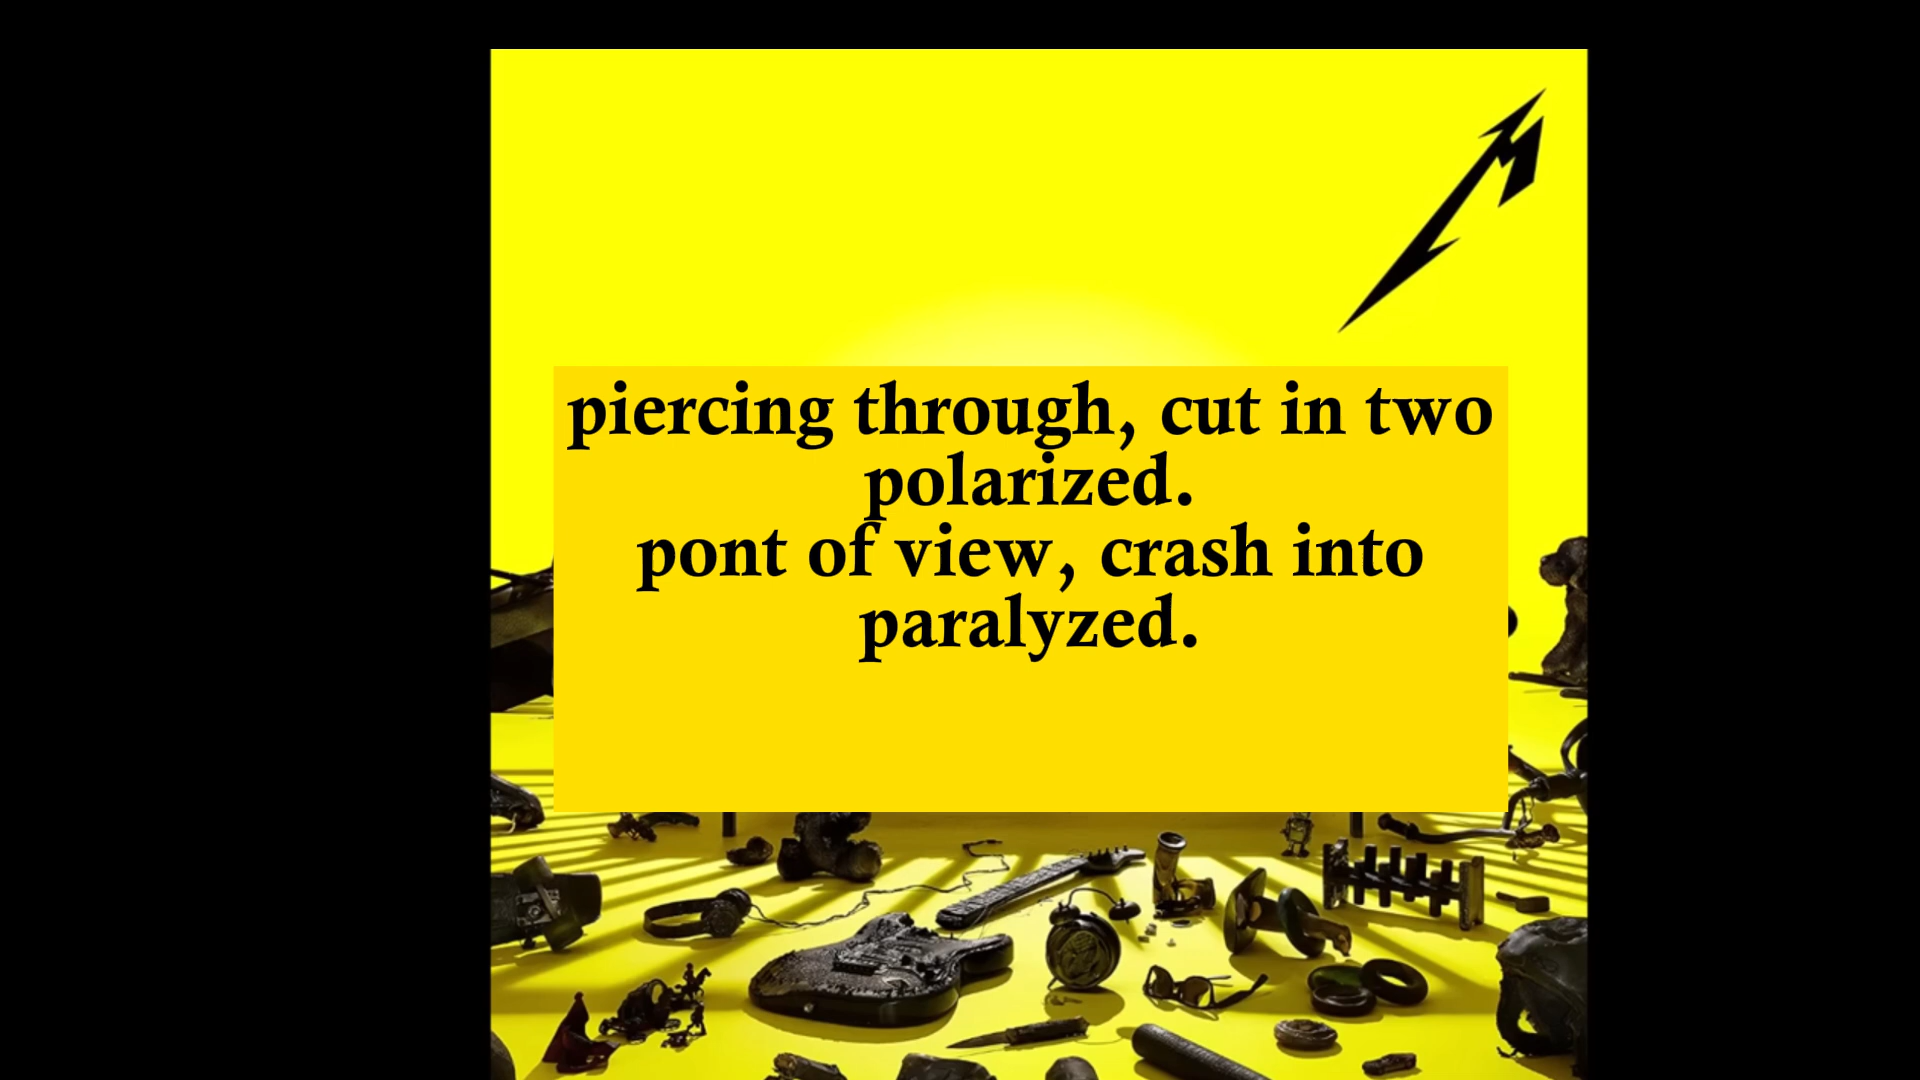 piercing through, cut in two
polarized.
pont of view, crash into
paralyzed.